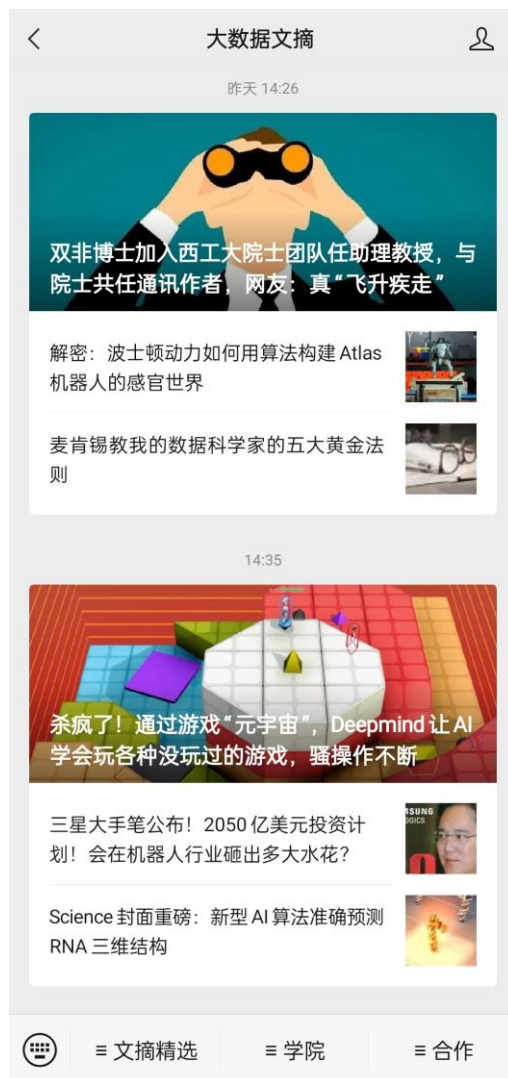 大数据文摘
昨天 14:26
双非博士加入西工大院士团队任助理教授，与
院士共任通讯作者，网友：真“飞升疾走”
解密：波士顿动力如何用算法构建 Atlas
机器人的感官世界
麦肯锡教我的数据科学家的五大黄金法
则
14:35
杀疯了！通过游戏“元宇宙”，Deepmind 让 AI
学会玩各种没玩过的游戏，骚操作不断
三星大手笔公布！2050 亿美元投资计
划！会在机器人行业砸出多大水花？
Science 封面重磅：新型 AI 算法准确预测
RNA 三维结构
≡ 文摘精选
≡ 学院
≡ 合作